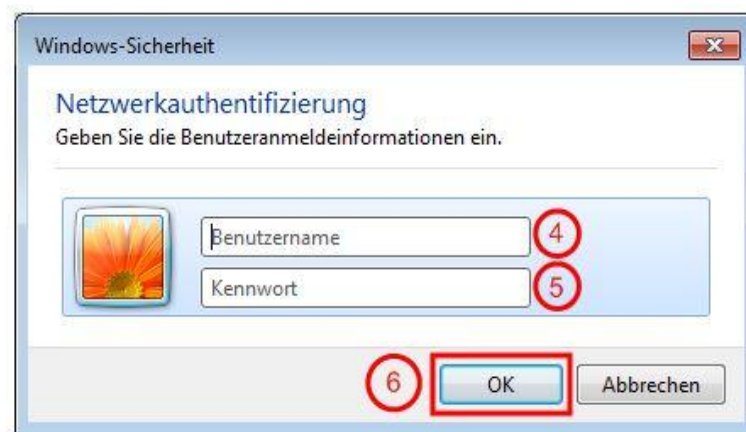 Windows-Sicherheit
Netzwerkauthentifizierung
Geben Sie die Benutzeranmeldeinformationen ein.
Benutzername 4
Kennwort 5
6 OK Abbrechen